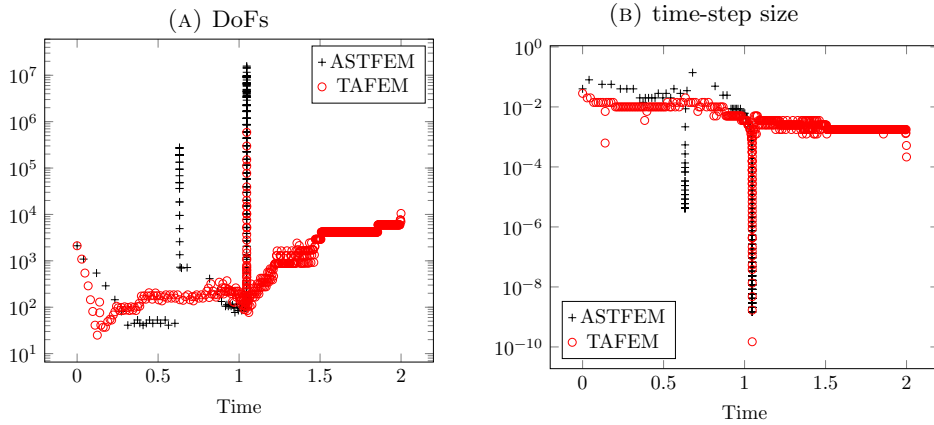 (A) DoFs
10^7
10^6
10^5
10^4
10^3
10^2
10^1
0
0.5
1
1.5
2
Time
ASTFEM
TAFEM
(B) time-step size
10^0
10^−2
10^−4
10^−6
10^−8
10^−10
0
0.5
1
1.5
2
Time
ASTFEM
TAFEM